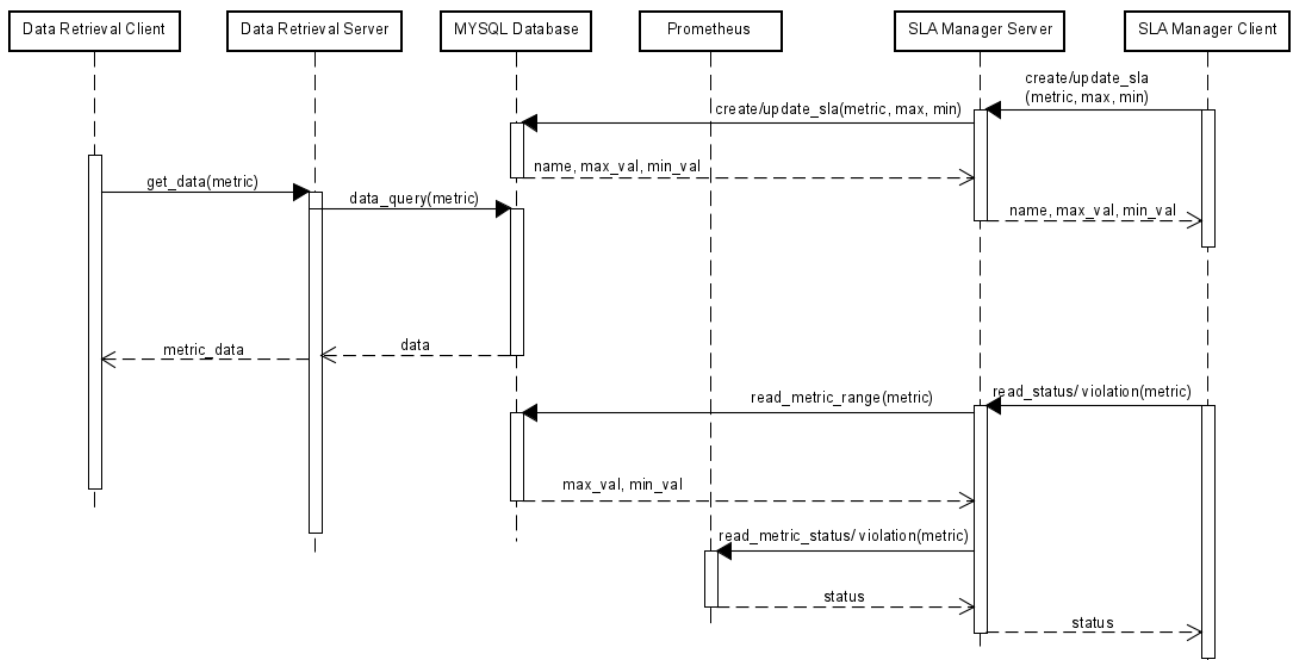 Data Retrieval Client
Data Retrieval Server
MYSQL Database
Prometheus
SLA Manager Server
SLA Manager Client
create/update_sla
(metric, max, min)
create/update_sla(metric, max, min)
name, max_val, min_val
get_data(metric)
data_query(metric)
name, max_val, min_val
metric_data
data
read_metric_range(metric)
read_status/ violation(metric)
max_val, min_val
read_metric_status/ violation(metric)
status
status